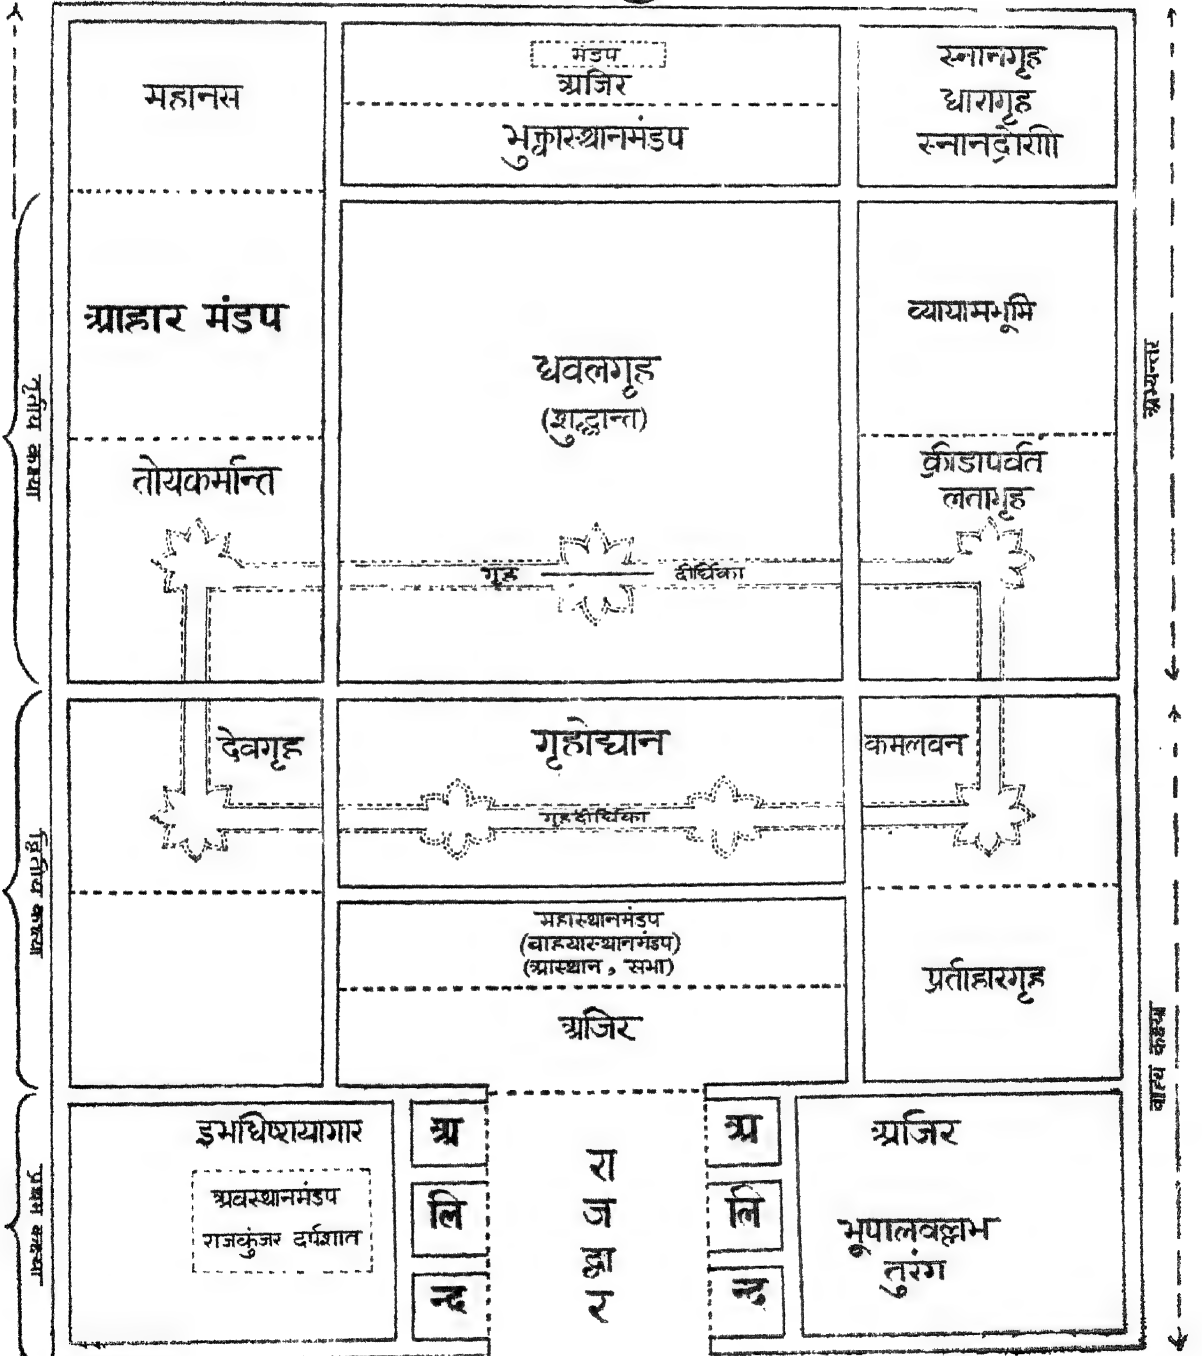 महानस
मंडप
अजिर
भुक्त्वास्थानमंडप
स्नानगृह
धारागृह
स्नानद्रोणी
आहार मंडप
धवलगृह
(शुद्धान्त)
व्यायामभूमि
अभ्यन्तर
तृतीय कक्ष्या
तोयकर्मान्त
क्रीडापर्वत
लतागृह
गृह दीर्घिका
देवगृह
गृहोद्यान
कमलवन
गृहदीर्घिका
द्वितीय कक्ष्या
महास्थानमंडप
(वाह्यास्थानमंडप)
(आस्थान, सभा)
अजिर
प्रतीहारगृह
वाह्य कक्ष्या
प्रथम कक्ष्या
इभधिष्ण्यागार
अवस्थानमंडप
राजकुंजर दर्पशात
अ
लि
न्द
रा
ज
द्वा
र
अ
लि
न्द
अजिर
भूपालवल्लभ
तुरंग